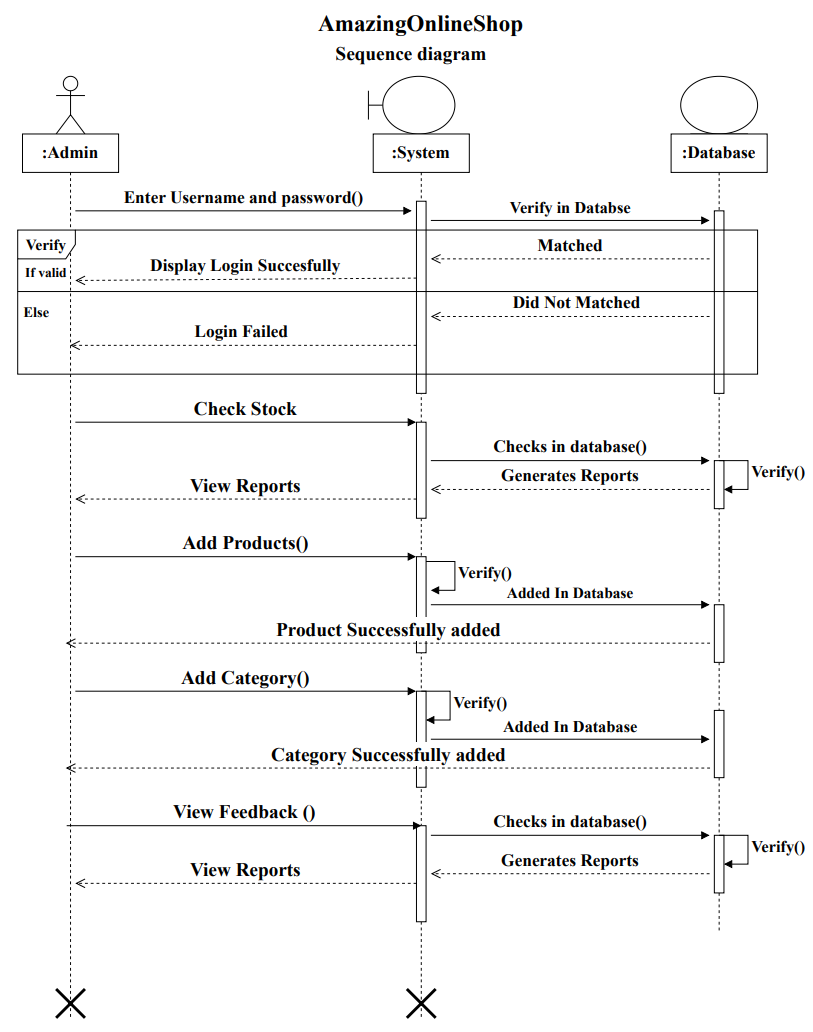 AmazingOnlineShop
Sequence diagram
:Admin
:System
:Database
Enter Username and password()
Verify in Databse
Verify
Matched
If valid
Display Login Succesfully
Else
Did Not Matched
Login Failed
Check Stock
Checks in database()
Verify()
Generates Reports
View Reports
Add Products()
Verify()
Added In Database
Product Successfully added
Add Category()
Verify()
Added In Database
Category Successfully added
View Feedback ()
Checks in database()
Verify()
Generates Reports
View Reports